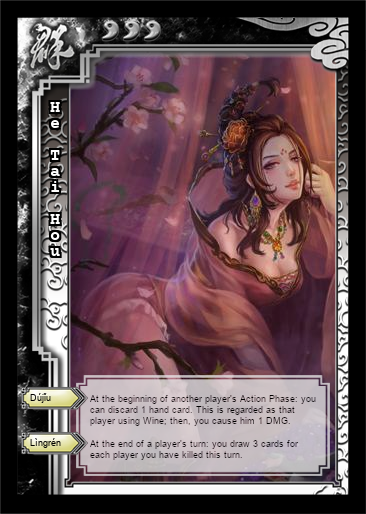 群
He Tai Hou
Dújǐu
At the beginning of another player's Action Phase: you
can discard 1 hand card. This is regarded as that
player using Wine; then, you cause him 1 DMG.
Lìngrén
At the end of a player's turn: you draw 3 cards for
each player you have killed this turn.